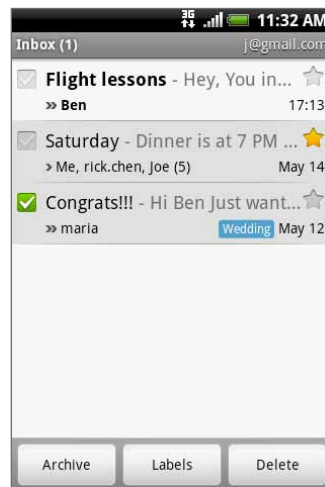 3G 11:32 AM
Inbox (1) j@gmail.com
Flight lessons - Hey, You in...
» Ben 17:13
Saturday - Dinner is at 7 PM ...
› Me, rick.chen, Joe (5) May 14
Congrats!!! - Hi Ben Just want...
» maria Wedding May 12
Archive Labels Delete